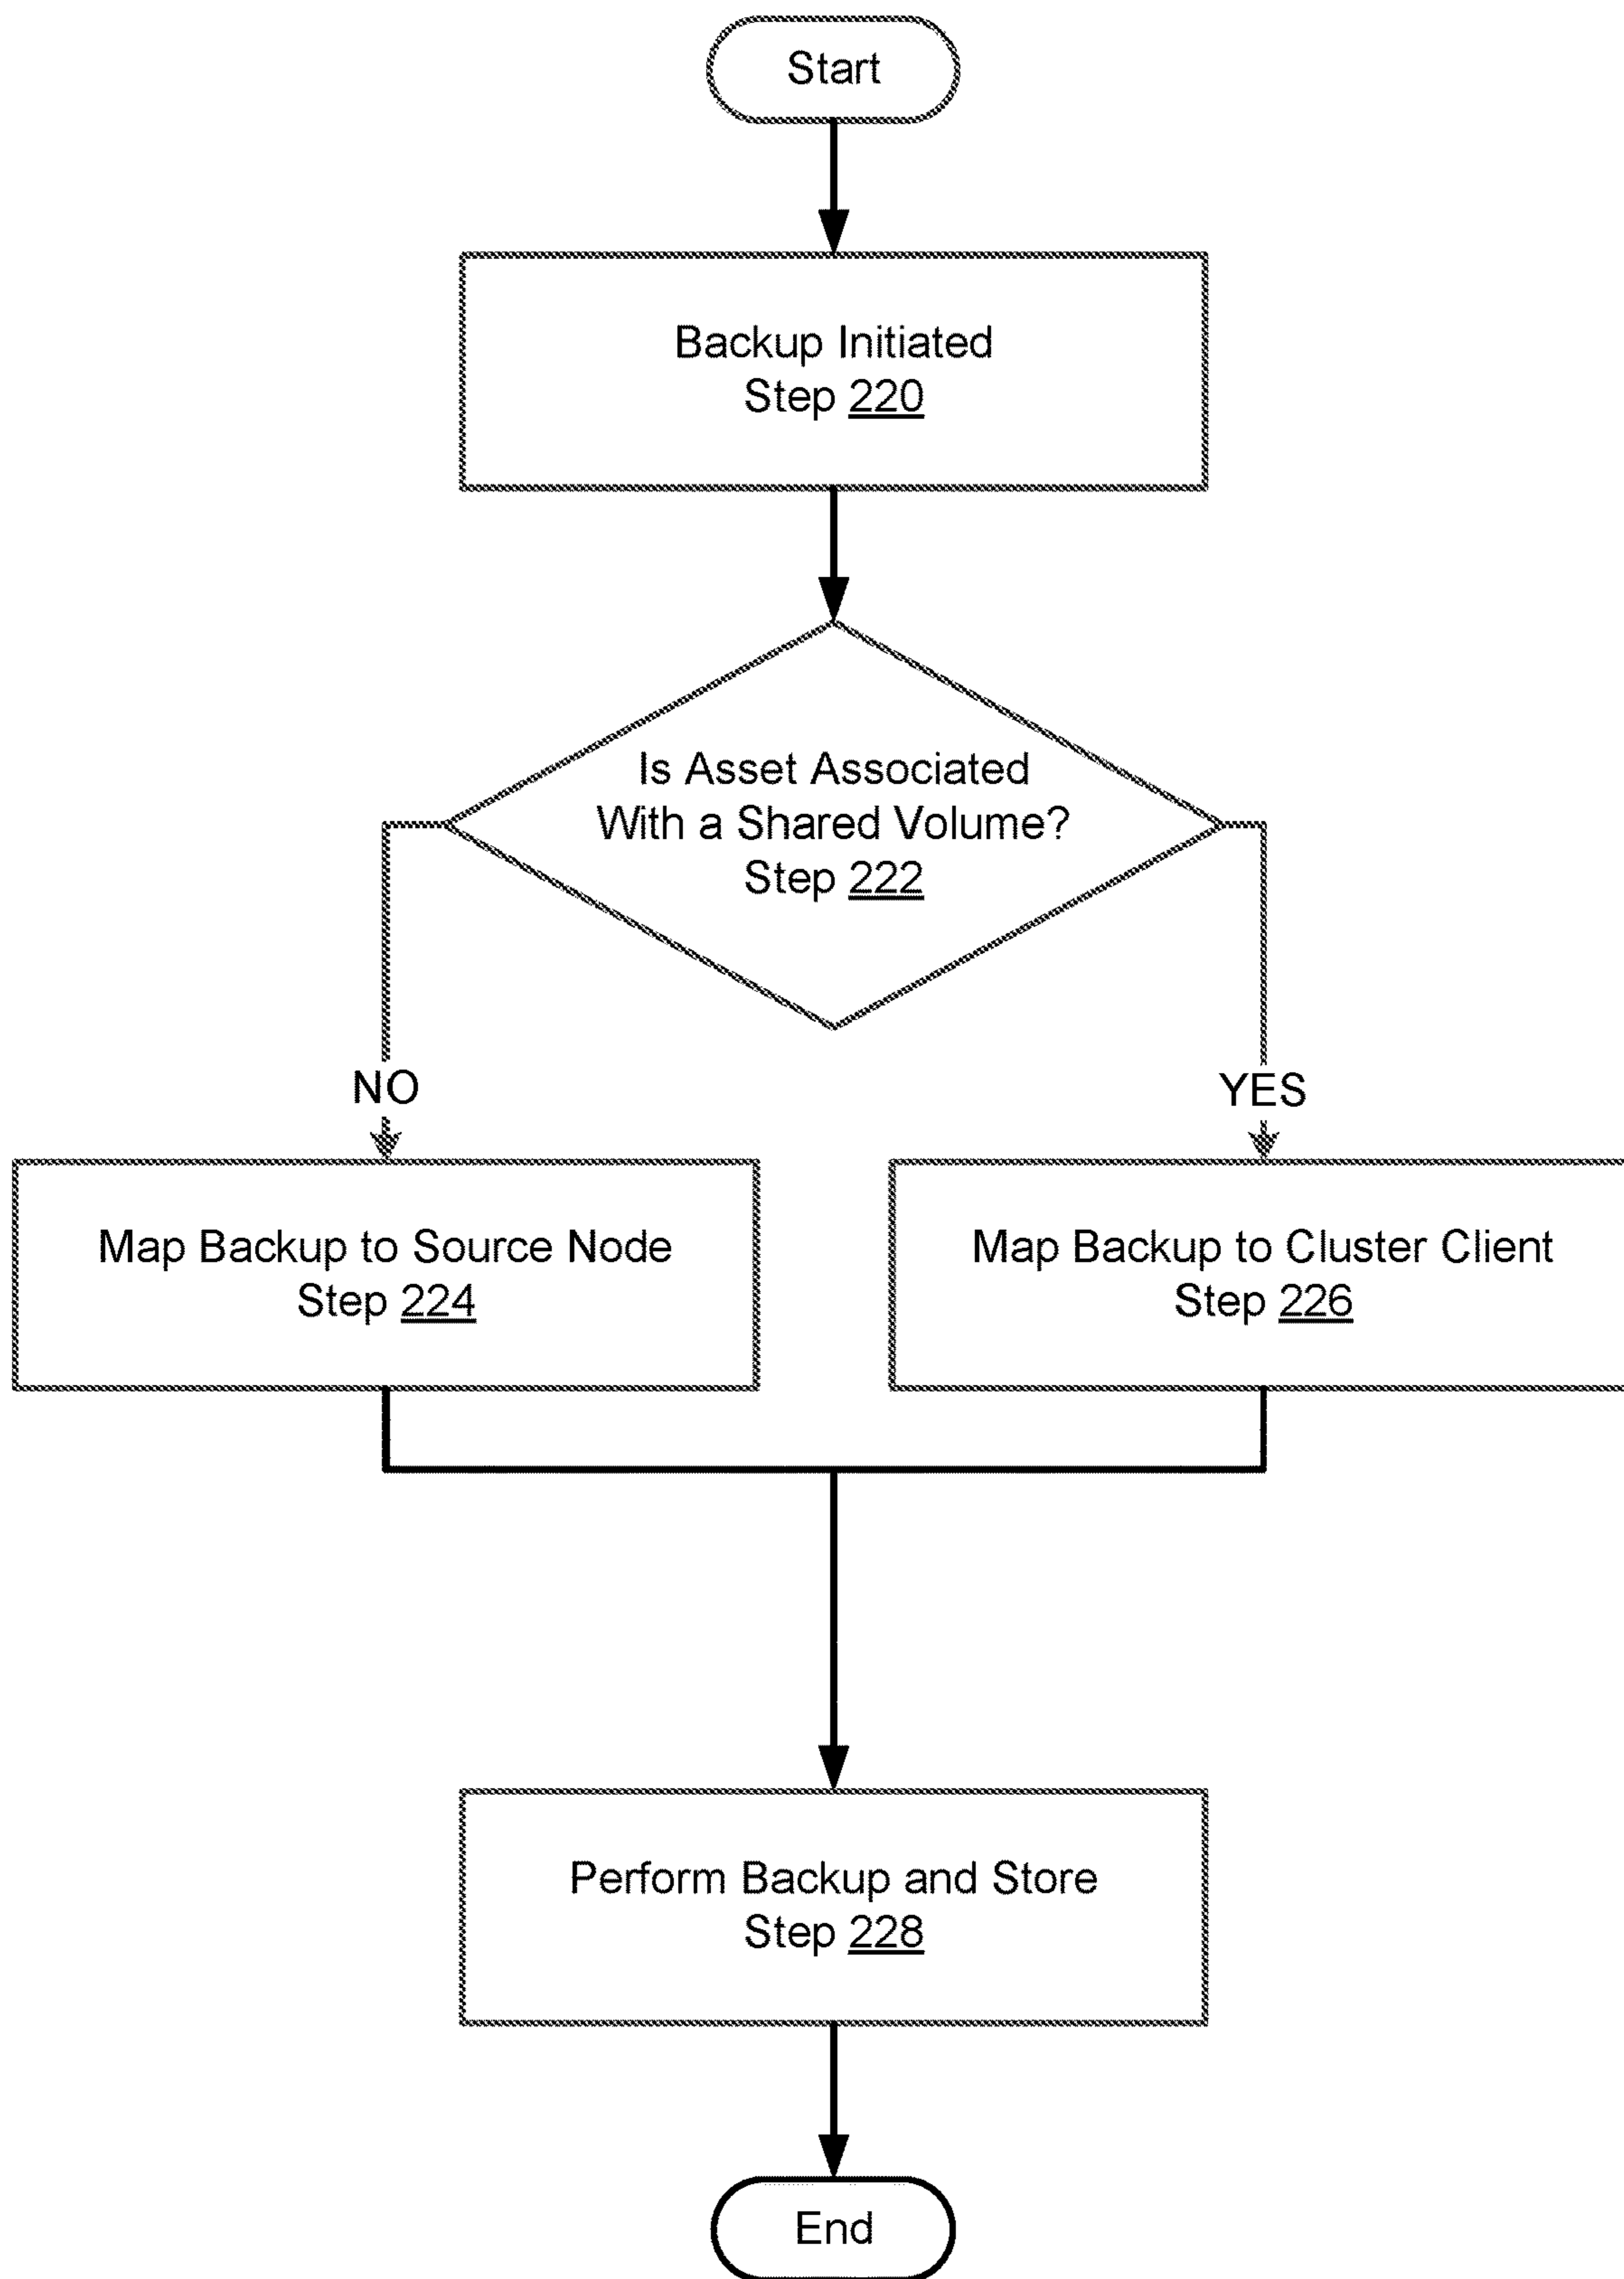 Start
Backup Initiated
Step 220
Is Asset Associated
With a Shared Volume?
Step 222
NO
YES
Map Backup to Source Node
Step 224
Map Backup to Cluster Client
Step 226
Perform Backup and Store
Step 228
End